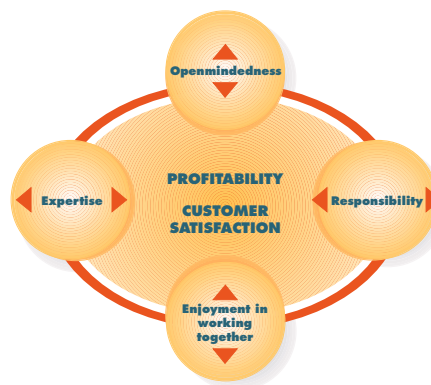 Openmindedness
PROFITABILITY
CUSTOMER
SATISFACTION
Expertise
Responsibility
Enjoyment in
working
together